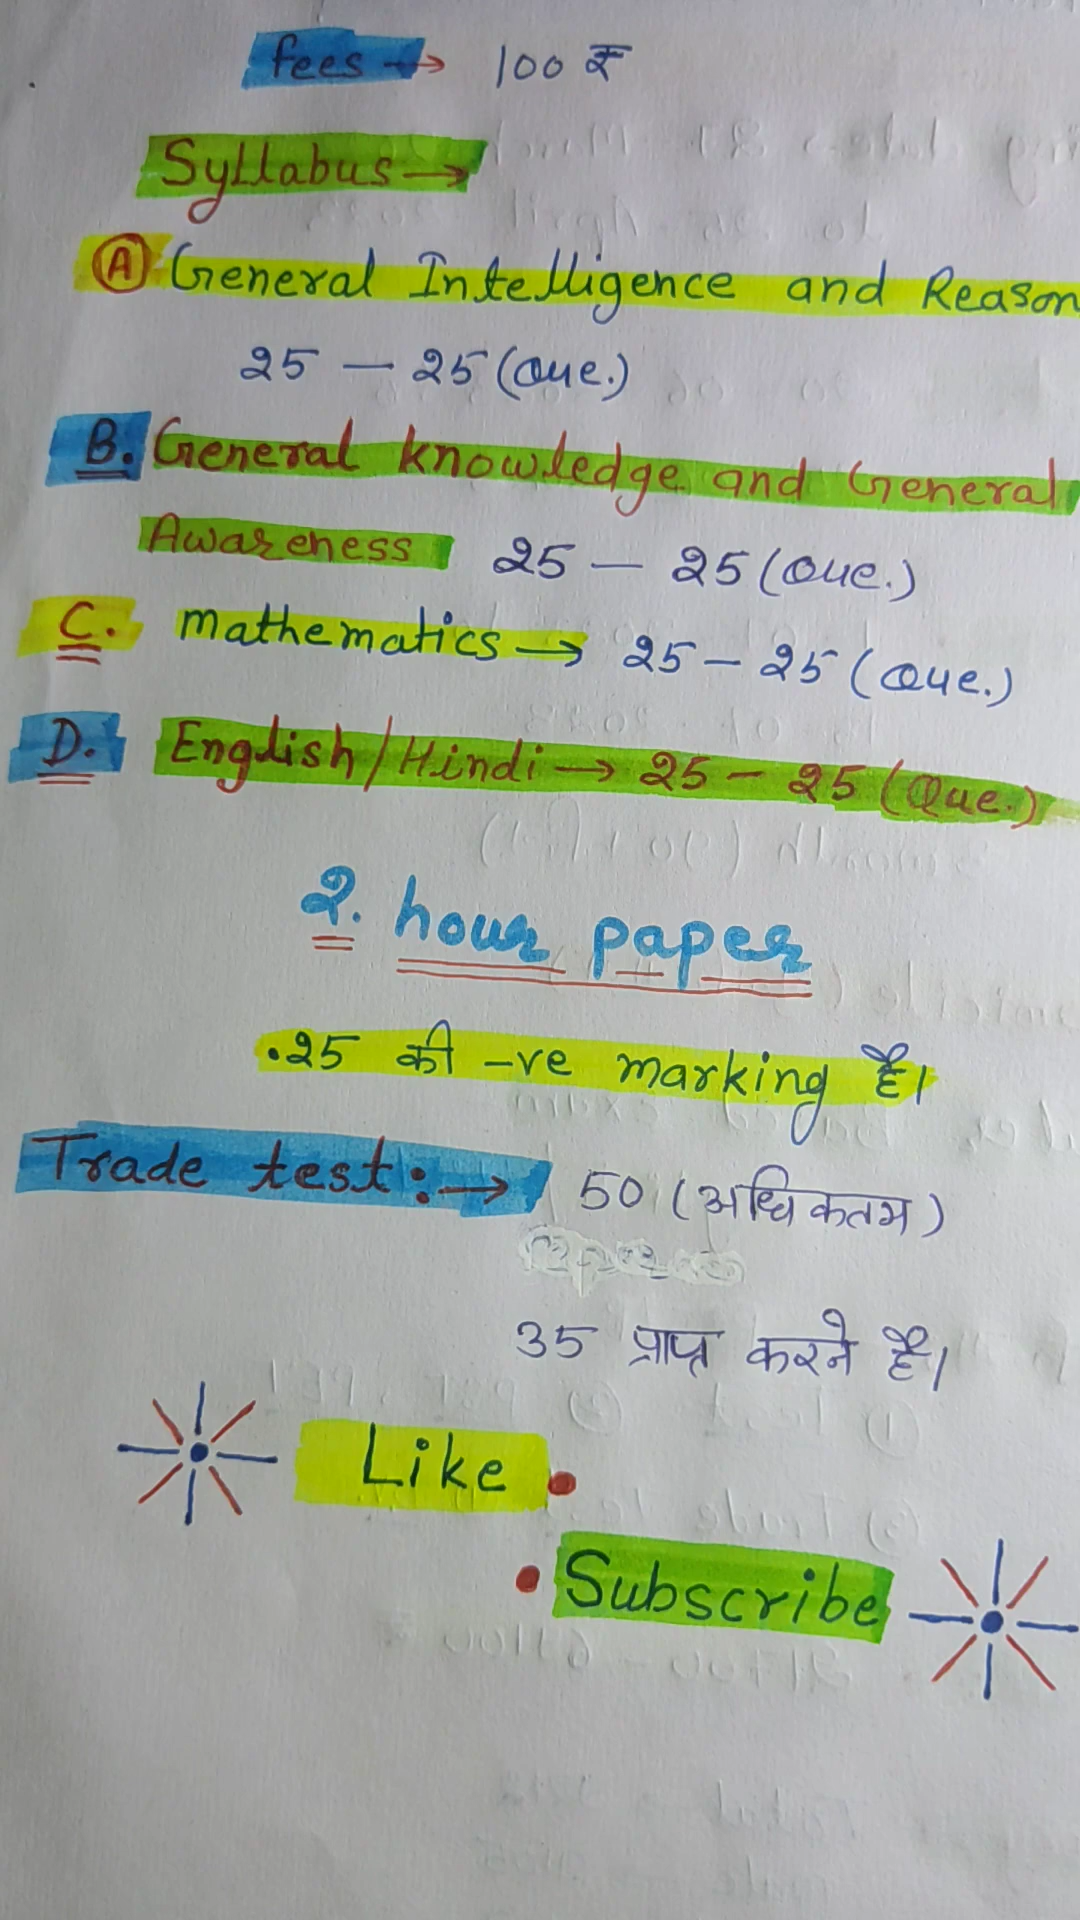 fees → 100 ₹
Syllabus →
Ⓐ General Intelligence and Reason
25 — 25 (Que.)
B. General knowledge and General
Awareness 25 — 25 (Que.)
C. mathematics → 25 — 25 (Que.)
D. English/Hindi → 25 — 25 (Que.)
2. hour paper
.25 की -ve marking है।
Trade test :→ 50 (अधिकतम)
35 प्राप्त करने है।
Like
Subscribe